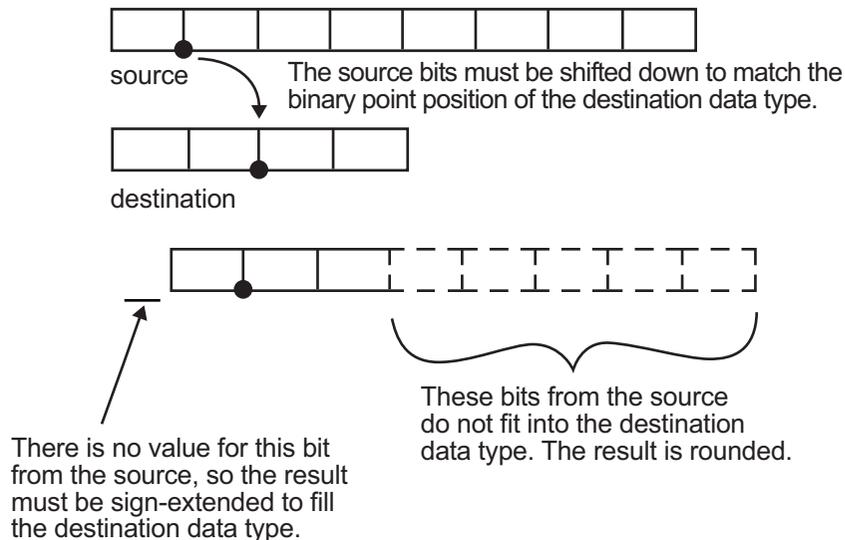 source
The source bits must be shifted down to match the
binary point position of the destination data type.
destination
These bits from the source
do not fit into the destination
data type. The result is rounded.
There is no value for this bit
from the source, so the result
must be sign-extended to fill
the destination data type.